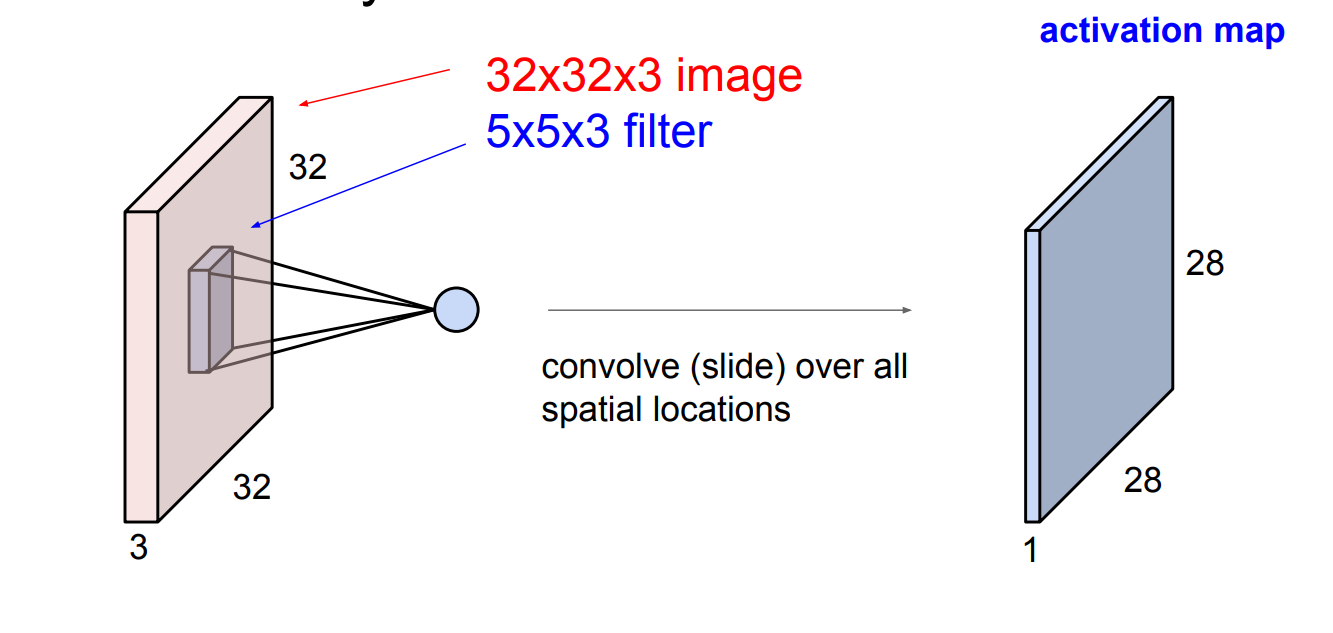 activation map
32x32x3 image
5x5x3 filter
32
28
convolve (slide) over all
spatial locations
32
28
3
1